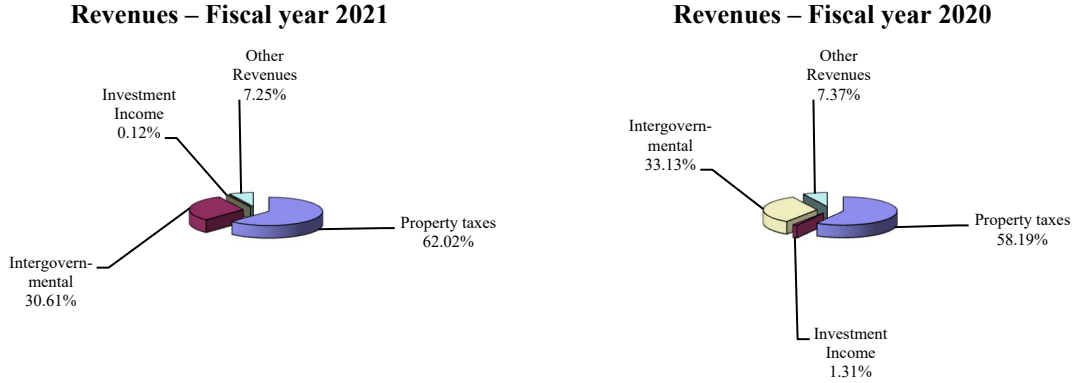 Revenues – Fiscal year 2021
Other
Revenues
7.25%
Investment
Income
0.12%
Property taxes
62.02%
Intergovern-
mental
30.61%
Revenues – Fiscal year 2020
Other
Revenues
7.37%
Intergovern-
mental
33.13%
Property taxes
58.19%
Investment
Income
1.31%